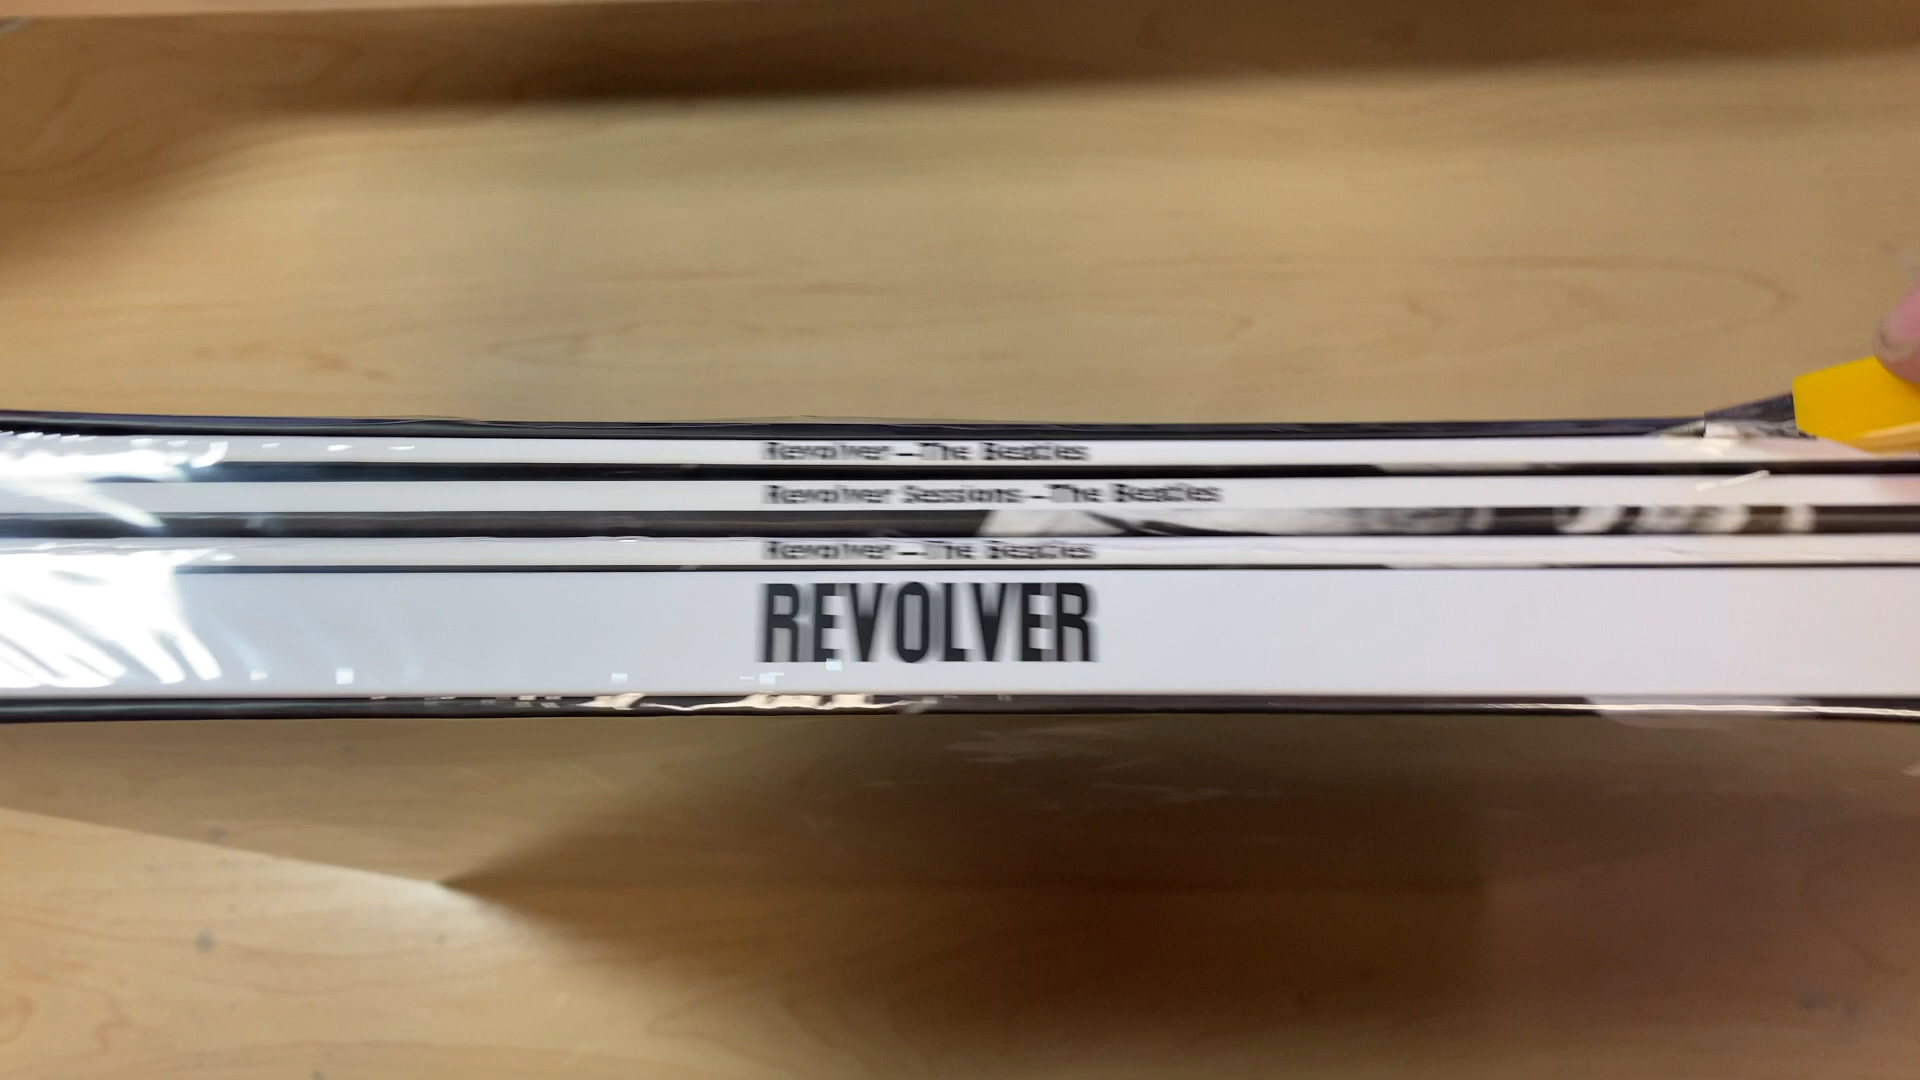 Revolver – The Beatles
Revolver Sessions – The Beatles
Revolver – The Beatles
REVOLVER